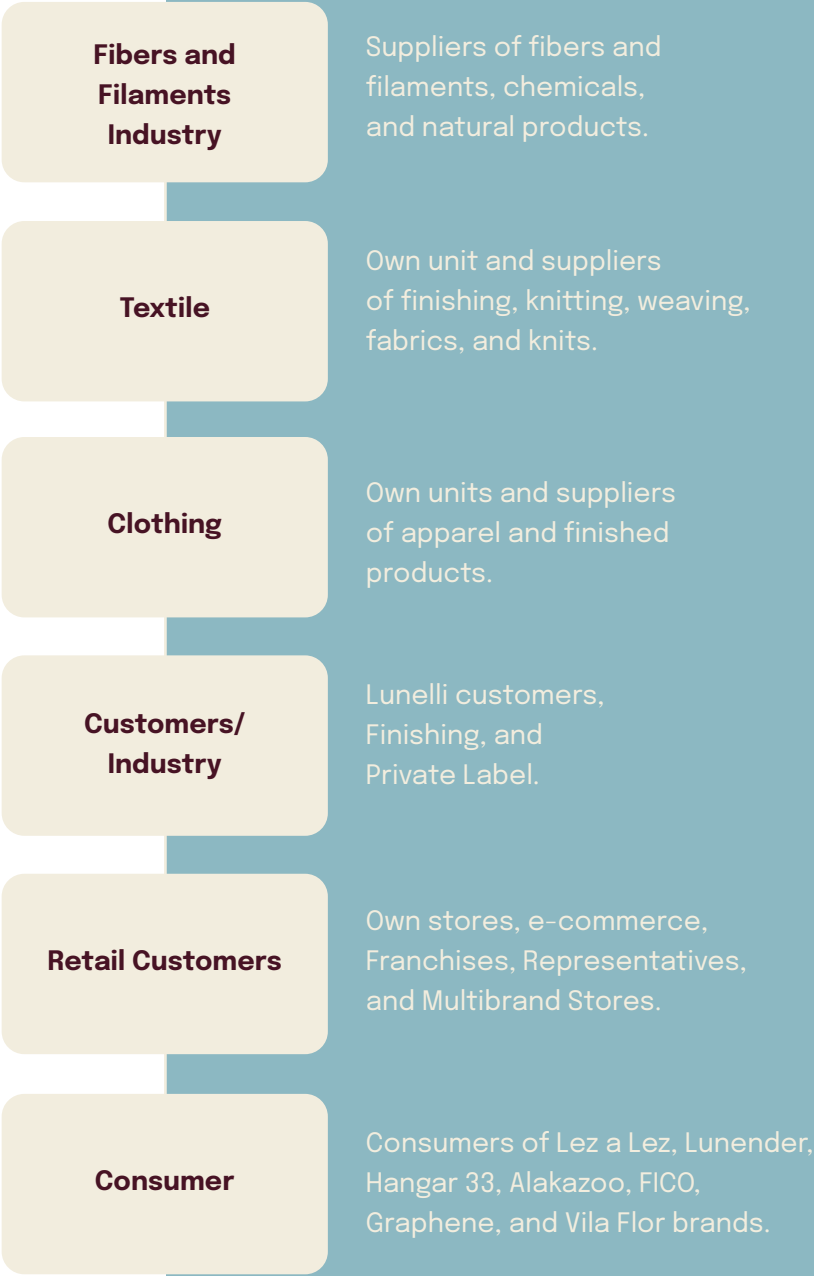 Fibers and
Filaments
Industry
Suppliers of fibers and
filaments, chemicals,
and natural products.
Textile
Own unit and suppliers
of finishing, knitting, weaving,
fabrics, and knits.
Clothing
Own units and suppliers
of apparel and finished
products.
Customers/
Industry
Lunelli customers,
Finishing, and
Private Label.
Retail Customers
Own stores, e-commerce,
Franchises, Representatives,
and Multibrand Stores.
Consumer
Consumers of Lez a Lez, Lunender,
Hangar 33, Alakazoo, FICO,
Graphene, and Vila Flor brands.